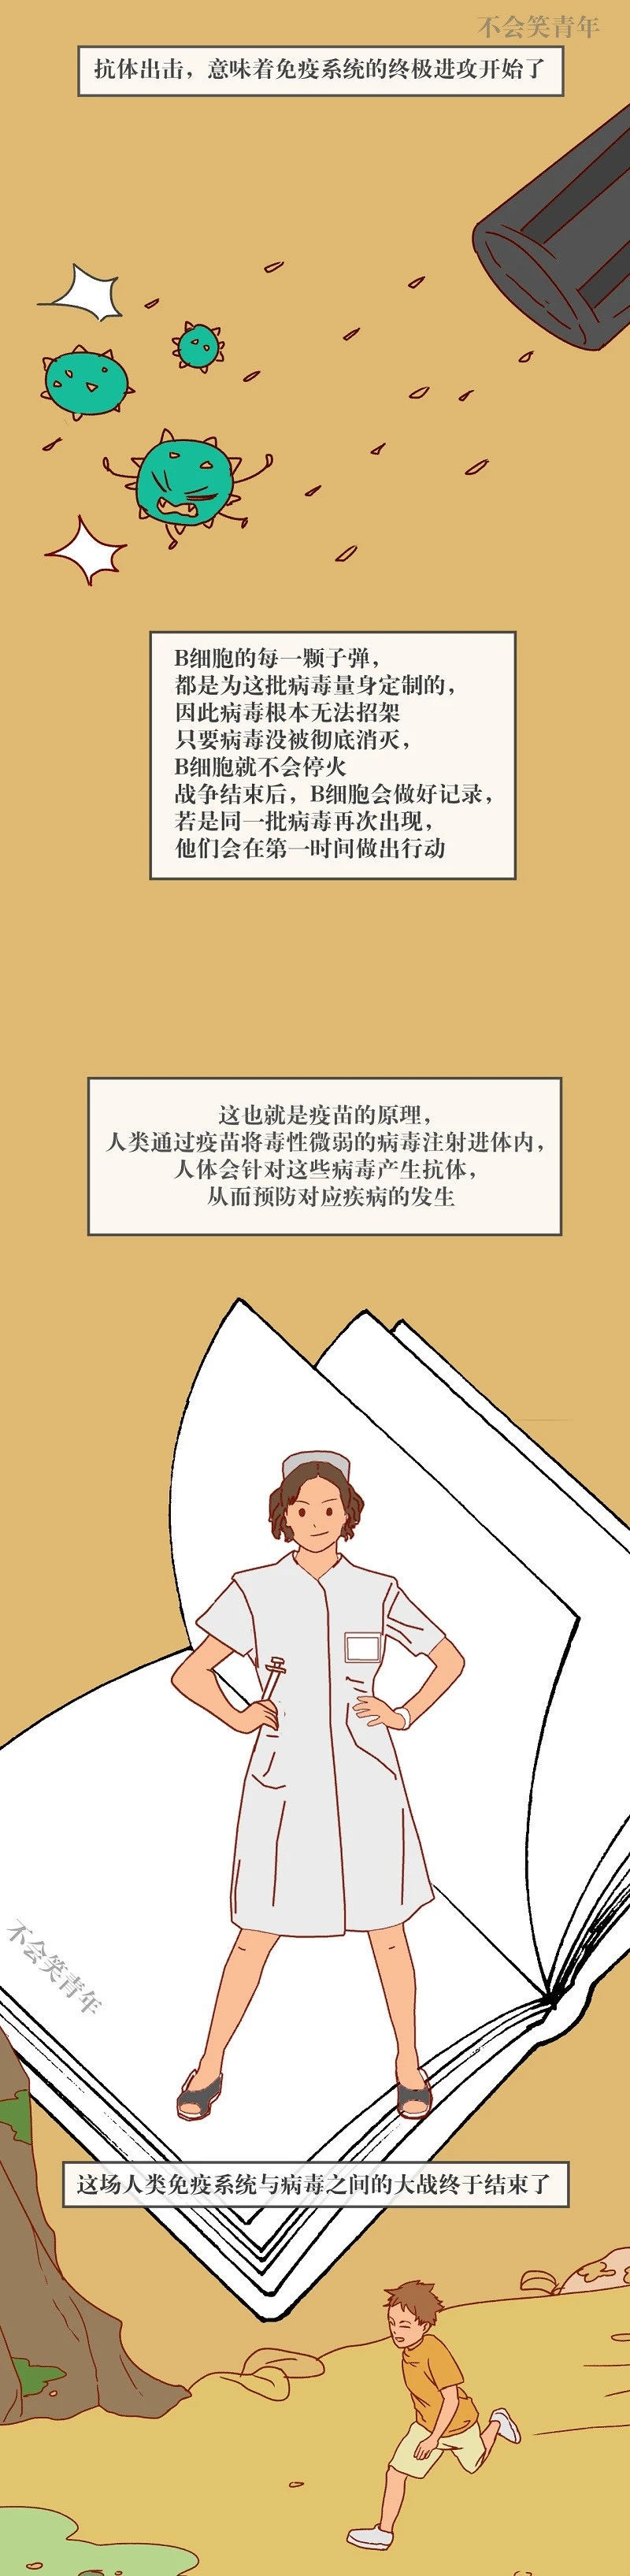 不会笑青年
抗体出击，意味着免疫系统的终极进攻开始了
B细胞的每一颗子弹，
都是为这批病毒量身定制的，
因此病毒根本无法招架
只要病毒没被彻底消灭，
B细胞就不会停火
战争结束后，B细胞会做好记录，
若是同一批病毒再次出现，
他们会在第一时间做出行动
这也就是疫苗的原理，
人类通过疫苗将毒性微弱的病毒注射进体内，
人体会针对这些病毒产生抗体，
从而预防对应疾病的发生
不会笑青年
这场人类免疫系统与病毒之间的大战终于结束了